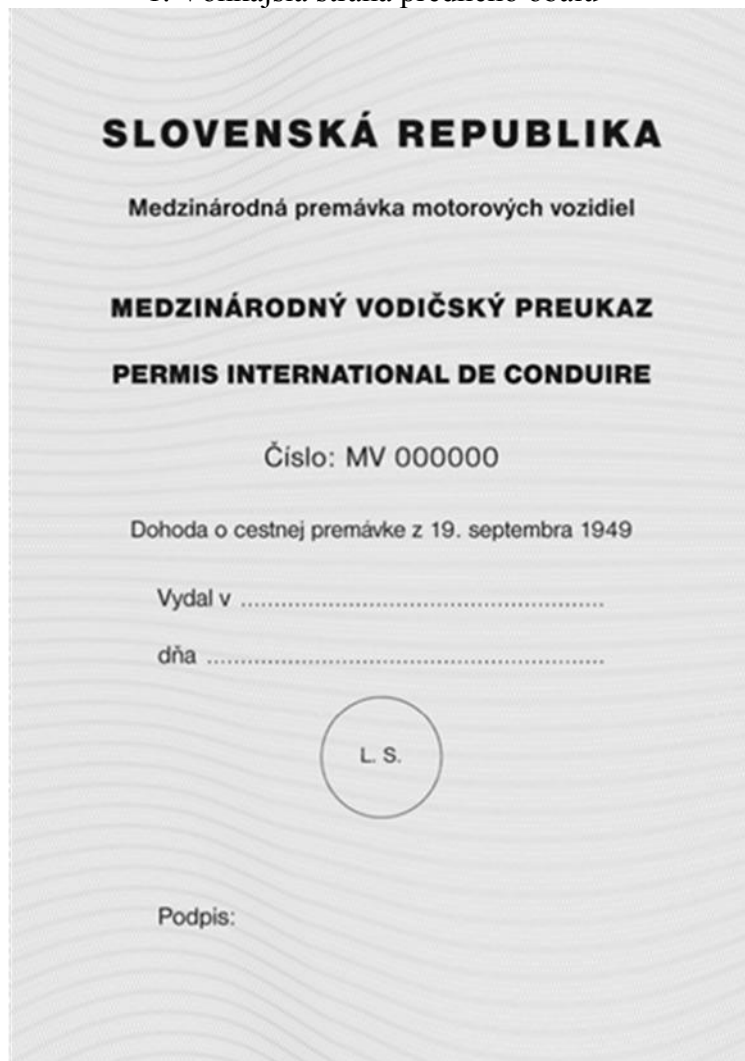 SLOVENSKÁ REPUBLIKA
Medzinárodná premávka motorových vozidiel
MEDZINÁRODNÝ VODIČSKÝ PREUKAZ
PERMIS INTERNATIONAL DE CONDUIRE
Číslo: MV 000000
Dohoda o cestnej premávke z 19. septembra 1949
Vydal v ......................................................
dňa ...........................................................
L. S.
Podpis: